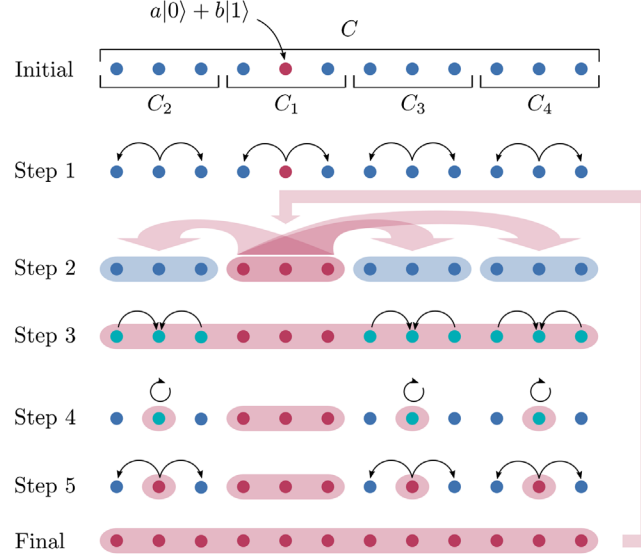 a|0⟩ + b|1⟩
C
Initial
C₂ C₁ C₃ C₄
Step 1
Step 2
Step 3
Step 4
Step 5
Final